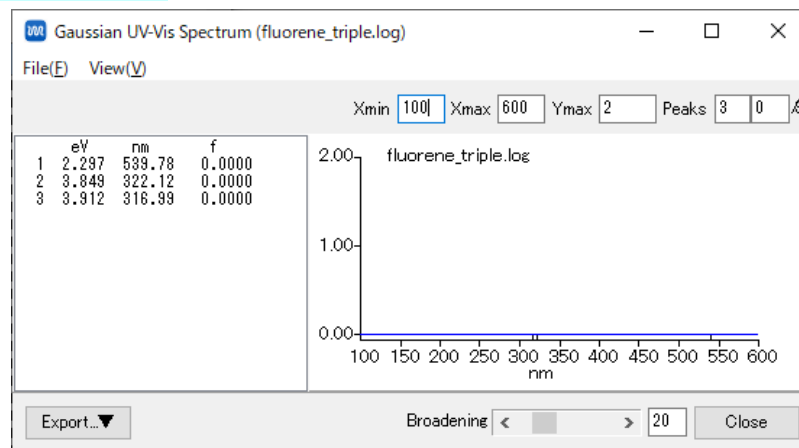 Gaussian UV-Vis Spectrum (fluorene_triple.log)
File(F) View(V)
Xmin 100 Xmax 600 Ymax 2 Peaks 3 0
eV nm f
1 2.297 539.78 0.0000
2 3.849 322.12 0.0000
3 3.912 316.99 0.0000
fluorene_triple.log
2.00
1.00
0.00
100 150 200 250 300 350 400 450 500 550 600
nm
Export...▼ Broadening < > 20 Close